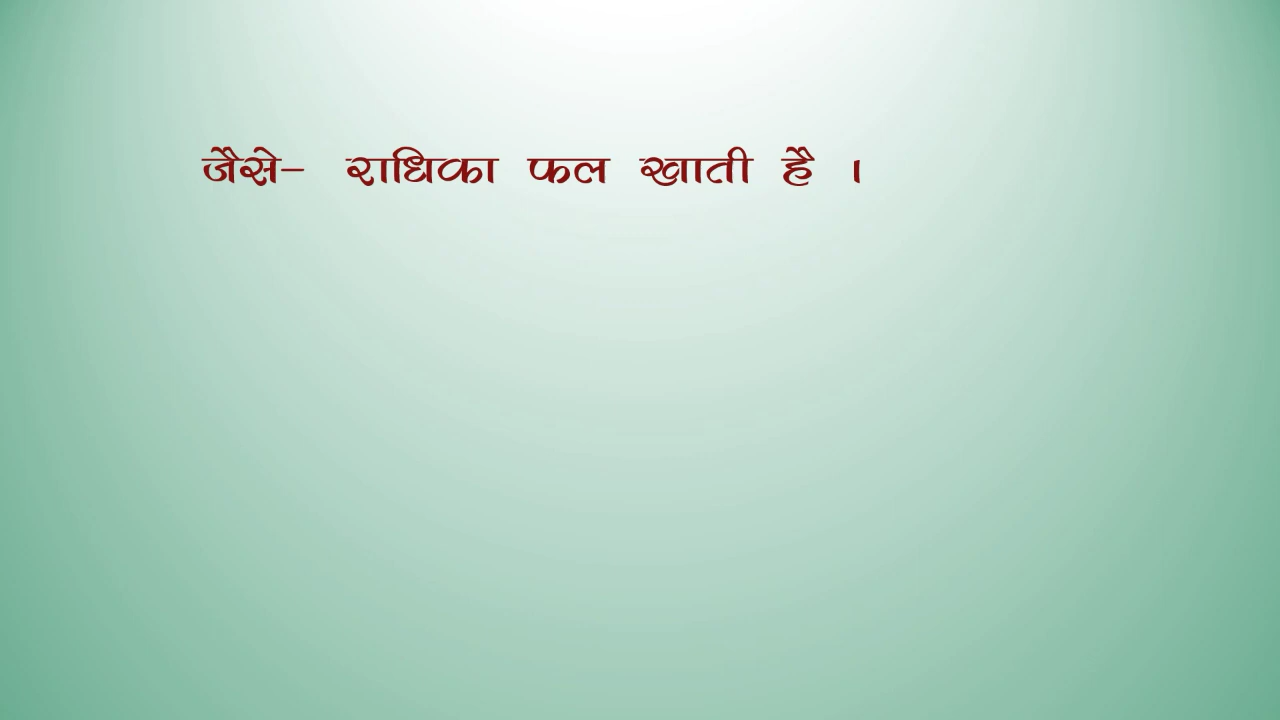 जैसे- राधिका फल खाती है ।